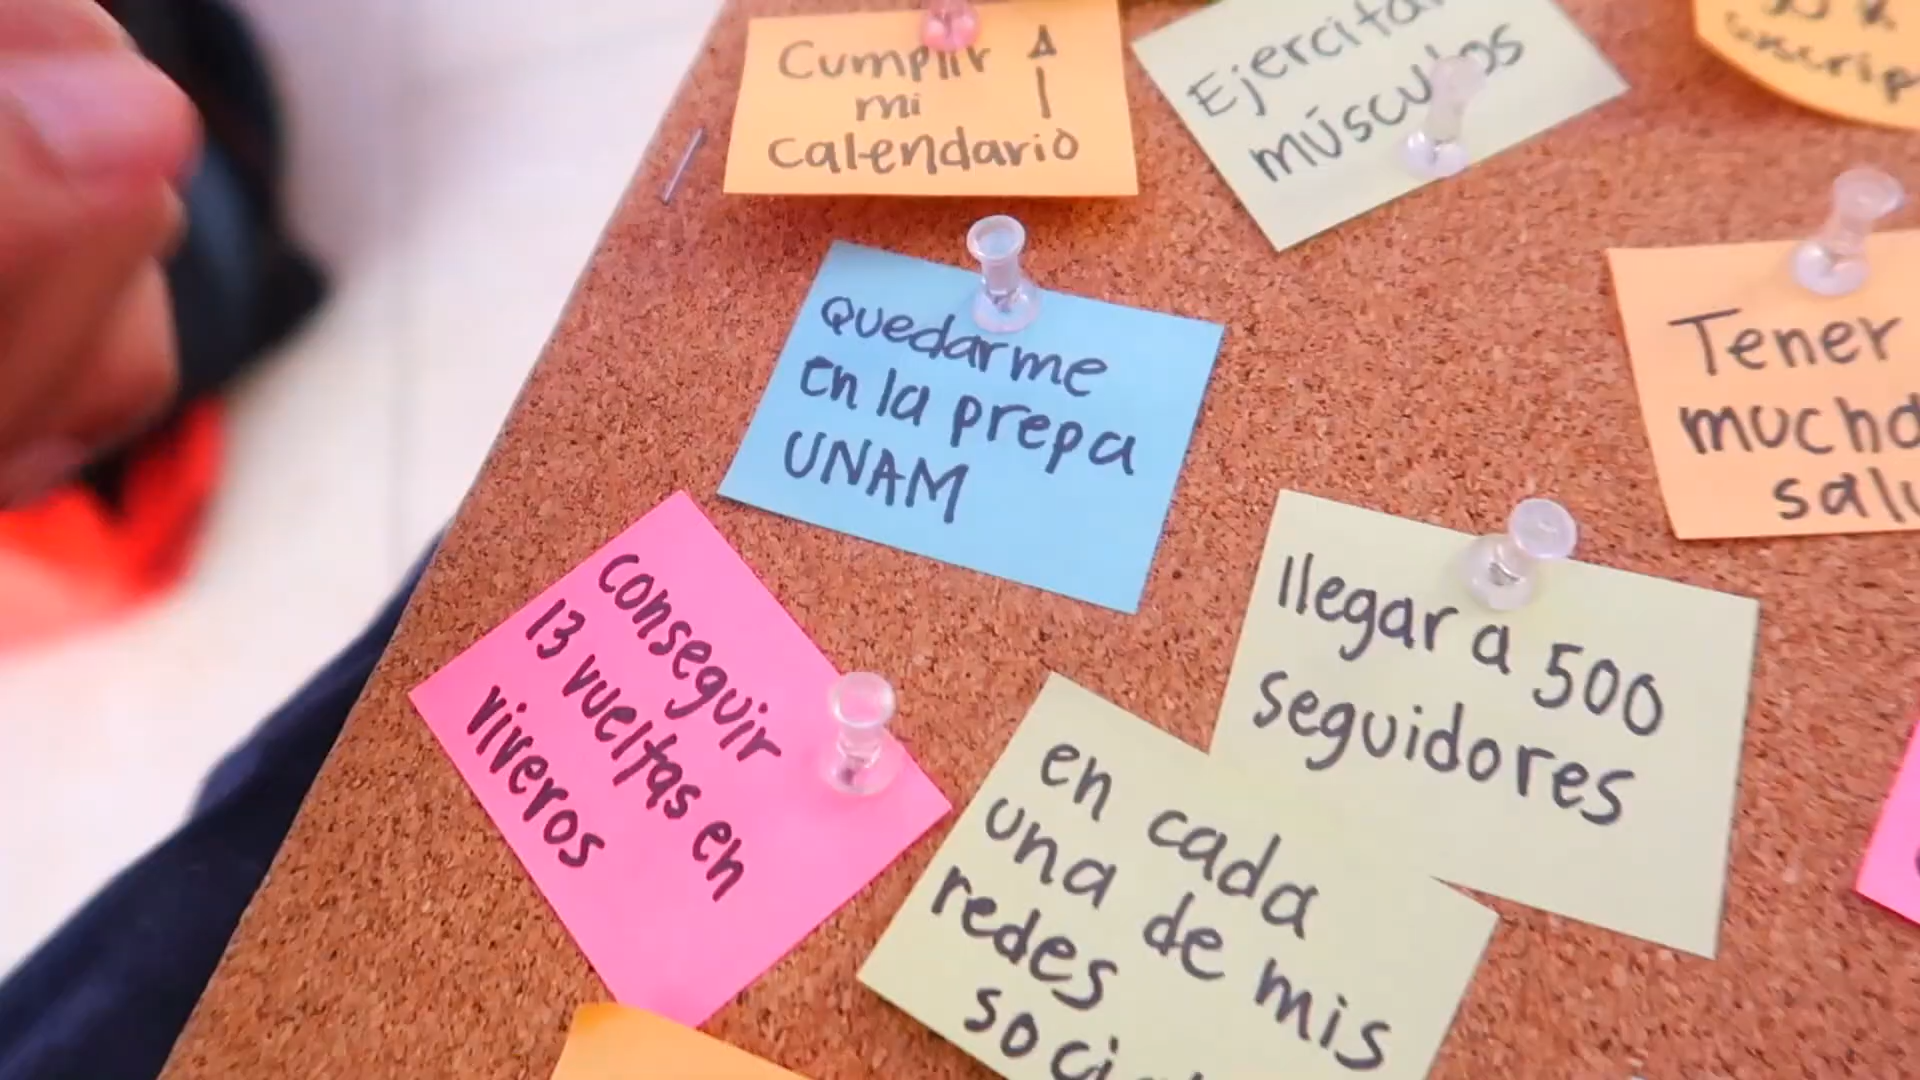 Cumplir
mi
calendario
Ejercitar
músculos
Quedarme
en la prepa
UNAM
Tener
salu
conseguir
13 vueltas en
viveros
llegar a 500
seguidores
en cada
una de mis
redes